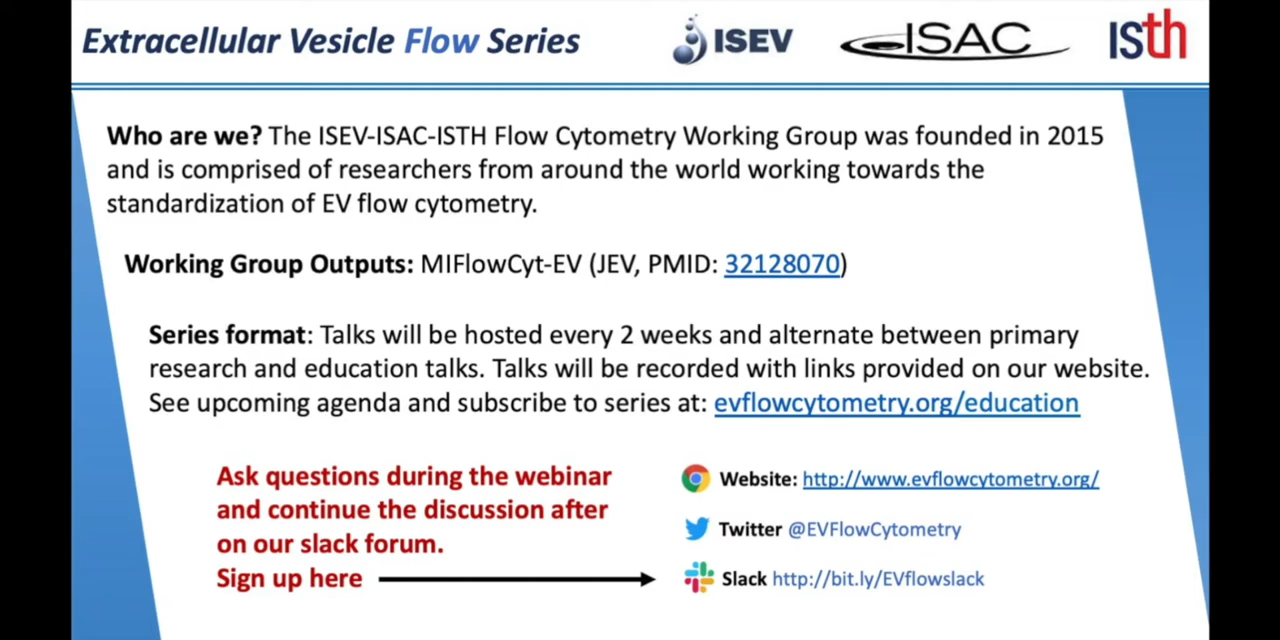 Extracellular Vesicle Flow Series
ISEV
ISAC
ISth
Who are we? The ISEV-ISAC-ISTH Flow Cytometry Working Group was founded in 2015
and is comprised of researchers from around the world working towards the
standardization of EV flow cytometry.
Working Group Outputs: MIFlowCyt-EV (JEV, PMID: 32128070)
Series format: Talks will be hosted every 2 weeks and alternate between primary
research and education talks. Talks will be recorded with links provided on our website.
See upcoming agenda and subscribe to series at: evflowcytometry.org/education
Ask questions during the webinar
and continue the discussion after
on our slack forum.
Sign up here
Website: http://www.evflowcytometry.org/
Twitter @EVFlowCytometry
Slack http://bit.ly/EVflowslack